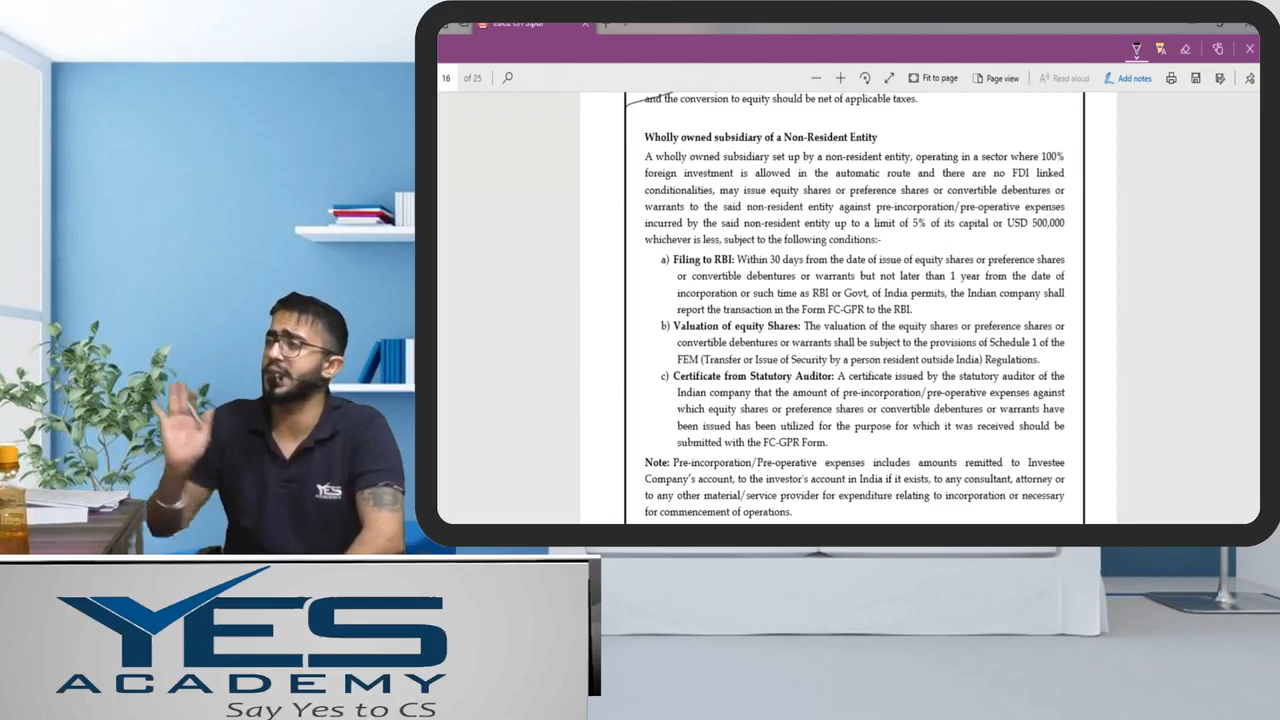 16 of 25
Fit to page
Page view
Read aloud
Add notes
and the conversion to equity should be net of applicable taxes.
Wholly owned subsidiary of a Non-Resident Entity
A wholly owned subsidiary set up by a non-resident entity, operating in a sector where 100%
foreign investment is allowed in the automatic route and there are no FDI linked
conditionalities, may issue equity shares or preference shares or convertible debentures or
warrants to the said non-resident entity against pre-incorporation/pre-operative expenses
incurred by the said non-resident entity up to a limit of 5% of its capital or USD 500,000
whichever is less, subject to the following conditions:-
a) Filing to RBI: Within 30 days from the date of issue of equity shares or preference shares
or convertible debentures or warrants but not later than 1 year from the date of
incorporation or such time as RBI or Govt, of India permits, the Indian company shall
report the transaction in the Form FC-GPR to the RBI.
b) Valuation of equity Shares: The valuation of the equity shares or preference shares or
convertible debentures or warrants shall be subject to the provisions of Schedule 1 of the
FEM (Transfer or Issue of Security by a person resident outside India) Regulations.
c) Certificate from Statutory Auditor: A certificate issued by the statutory auditor of the
Indian company that the amount of pre-incorporation/pre-operative expenses against
which equity shares or preference shares or convertible debentures or warrants have
been issued has been utilized for the purpose for which it was received should be
submitted with the FC-GPR Form.
Note: Pre-incorporation/Pre-operative expenses includes amounts remitted to Investee
Company's account, to the investor's account in India if it exists, to any consultant, attorney or
to any other material/service provider for expenditure relating to incorporation or necessary
for commencement of operations.
YES
ACADEMY
YES
ACADEMY
Say Yes to CS